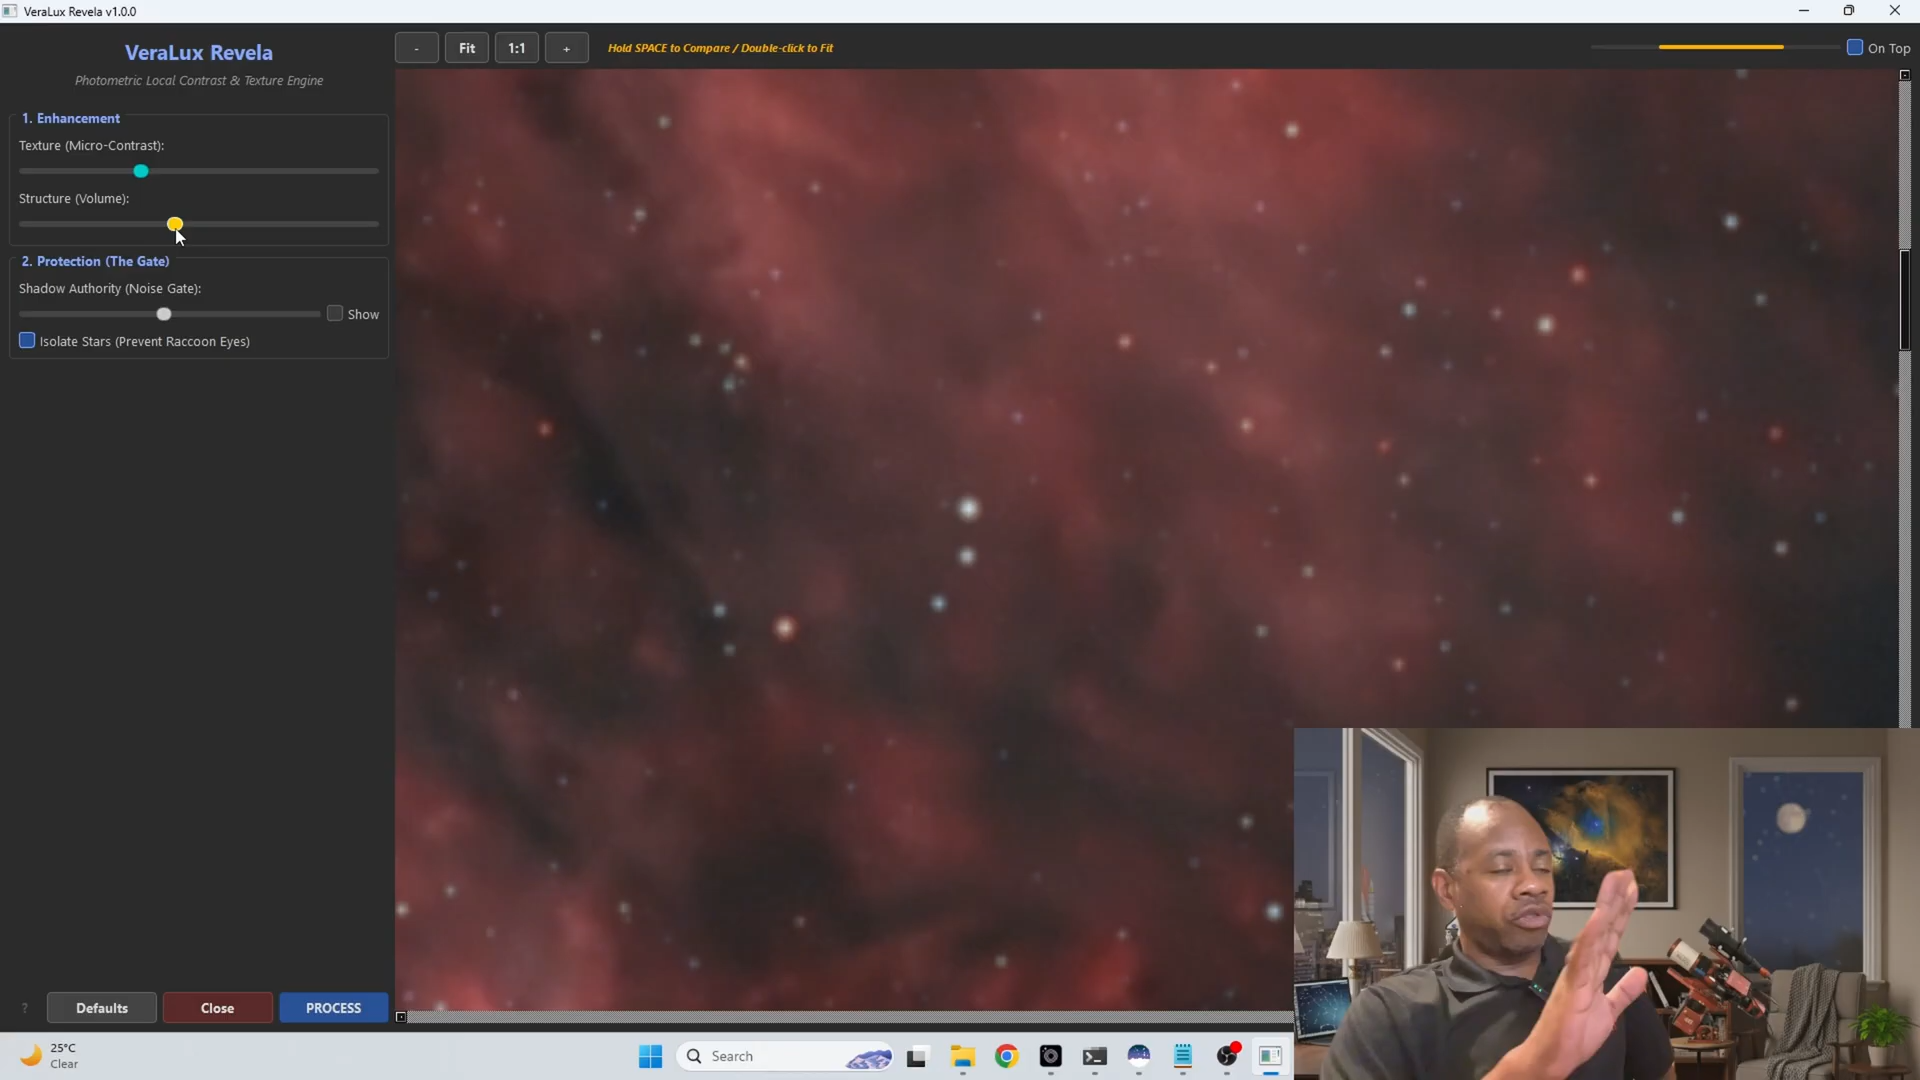 VeraLux Revela v1.0.0
VeraLux Revela
Photometric Local Contrast & Texture Engine
- Fit 1:1 + Hold SPACE to Compare / Double-click to Fit On Top
1. Enhancement
Texture (Micro-Contrast):
Structure (Volume):
2. Protection (The Gate)
Shadow Authority (Noise Gate):
Show
Isolate Stars (Prevent Raccoon Eyes)
? Defaults Close PROCESS
25°C
Clear
Search